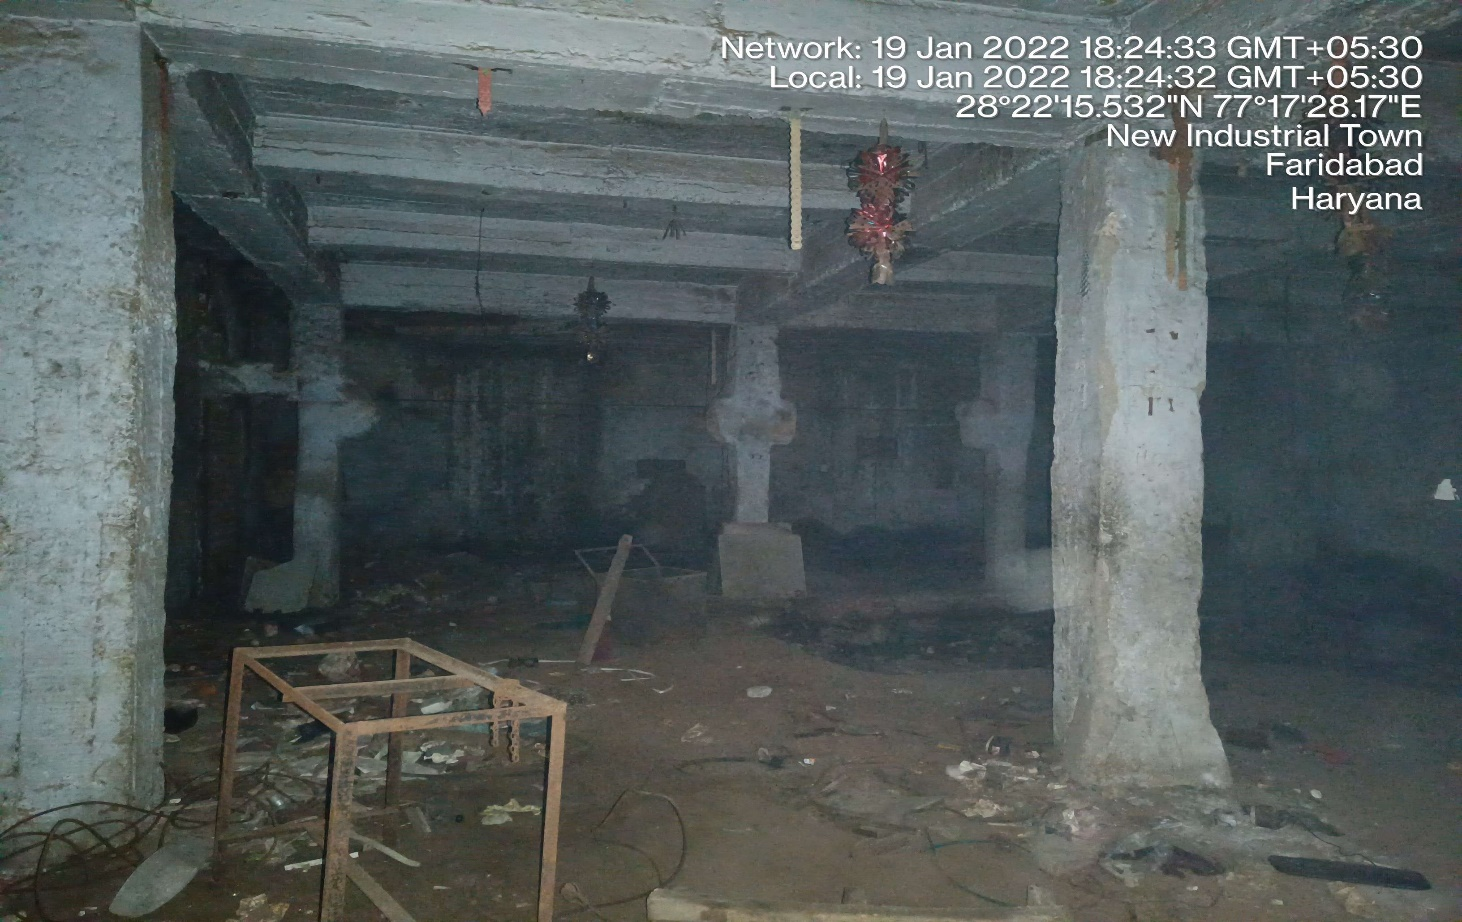 Network: 19 Jan 2022 18:24:33 GMT+05:30
Local: 19 Jan 2022 18:24:32 GMT+05:30
28°22'15.532"N 77°17'28.17"E
New Industrial Town
Faridabad
Haryana